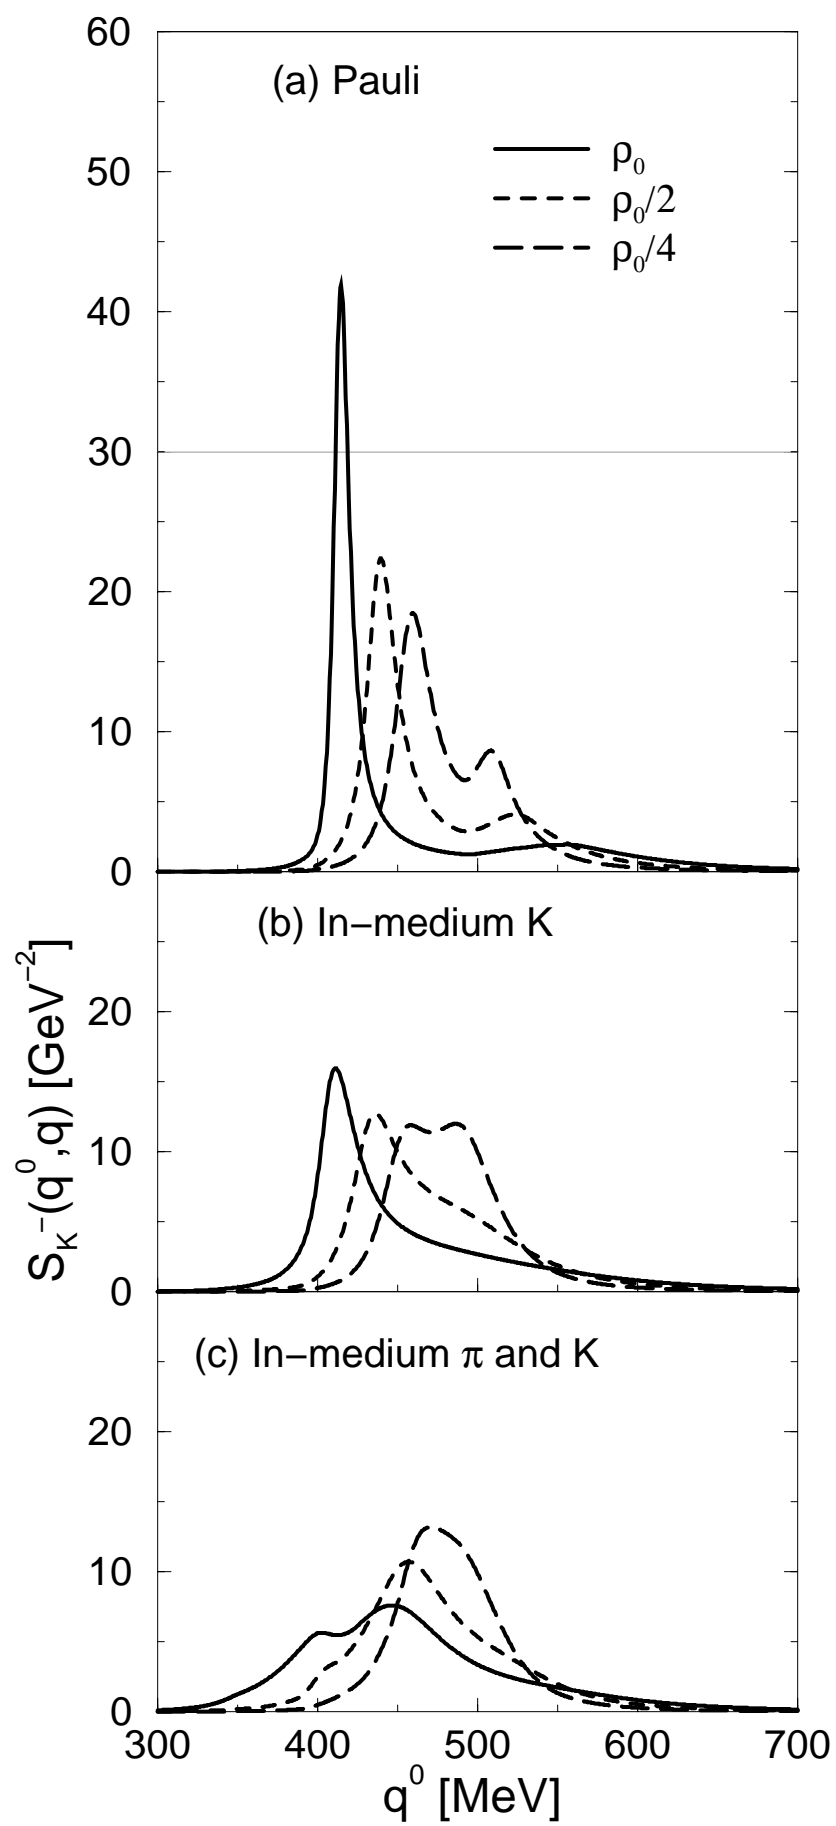 60
(a) Pauli
50
ρ₀
ρ₀/2
ρ₀/4
40
30
20
10
0
(b) In−medium K
20
10
0
S_K⁻(q⁰,q) [GeV⁻²]
(c) In−medium π and K
20
10
0
300 400 500 600 700
q⁰ [MeV]